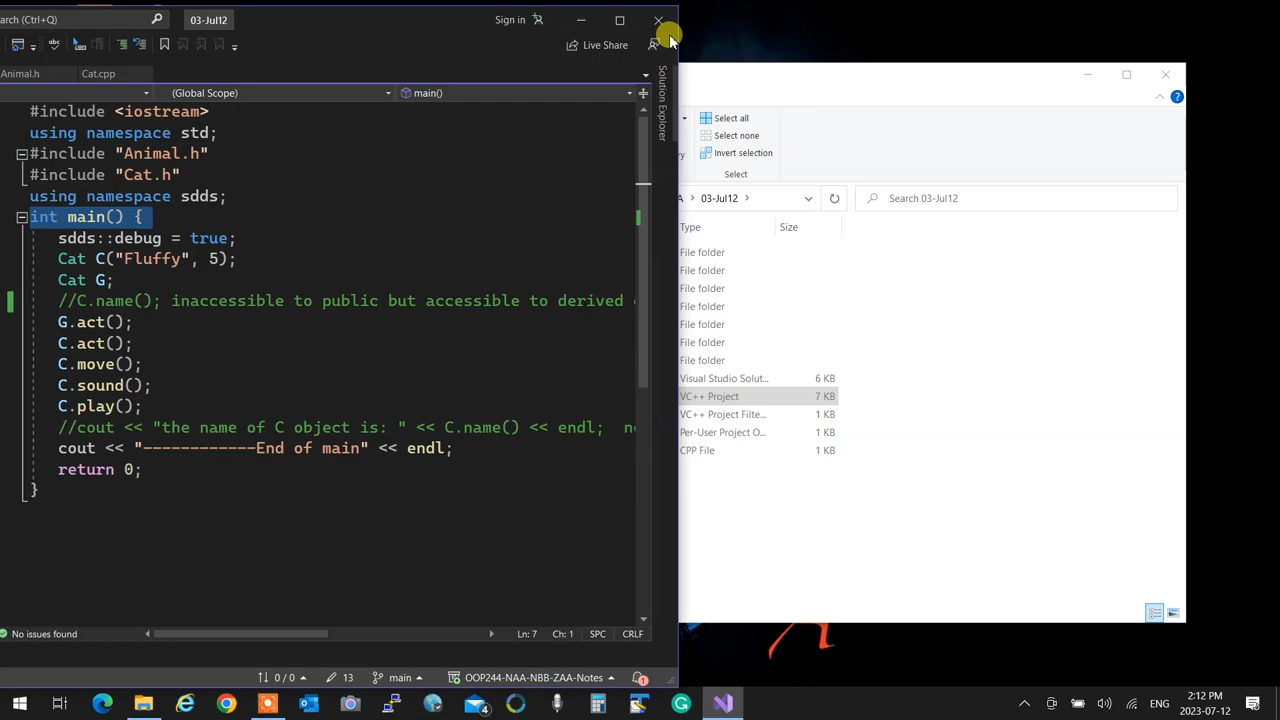 arch (Ctrl+Q)
03-Jul12
Sign in
Live Share
Animal.h
Cat.cpp
(Global Scope)
main()
Solution Explorer
#include <iostream>
using namespace std;
#include "Animal.h"
#include "Cat.h"
using namespace sdds;
int main() {
sdds::debug = true;
Cat C("Fluffy", 5);
Cat G;
//C.name(); inaccessible to public but accessible to derived
G.act();
C.act();
C.move();
C.sound();
C.play();
//cout << "the name of C object is: " << C.name() << endl;
cout << "------------End of main" << endl;
return 0;
}
No issues found
Ln: 7
Ch: 1
SPC
CRLF
0 / 0
13
main
OOP244-NAA-NBB-ZAA-Notes
1
?
Select all
Select none
Invert selection
Select
A > 03-Jul12 >
Search 03-Jul12
Type
Size
File folder
File folder
File folder
File folder
File folder
File folder
File folder
Visual Studio Solut...
6 KB
VC++ Project
7 KB
VC++ Project Filte...
1 KB
Per-User Project O...
1 KB
CPP File
1 KB
4
ENG
2:12 PM
2023-07-12